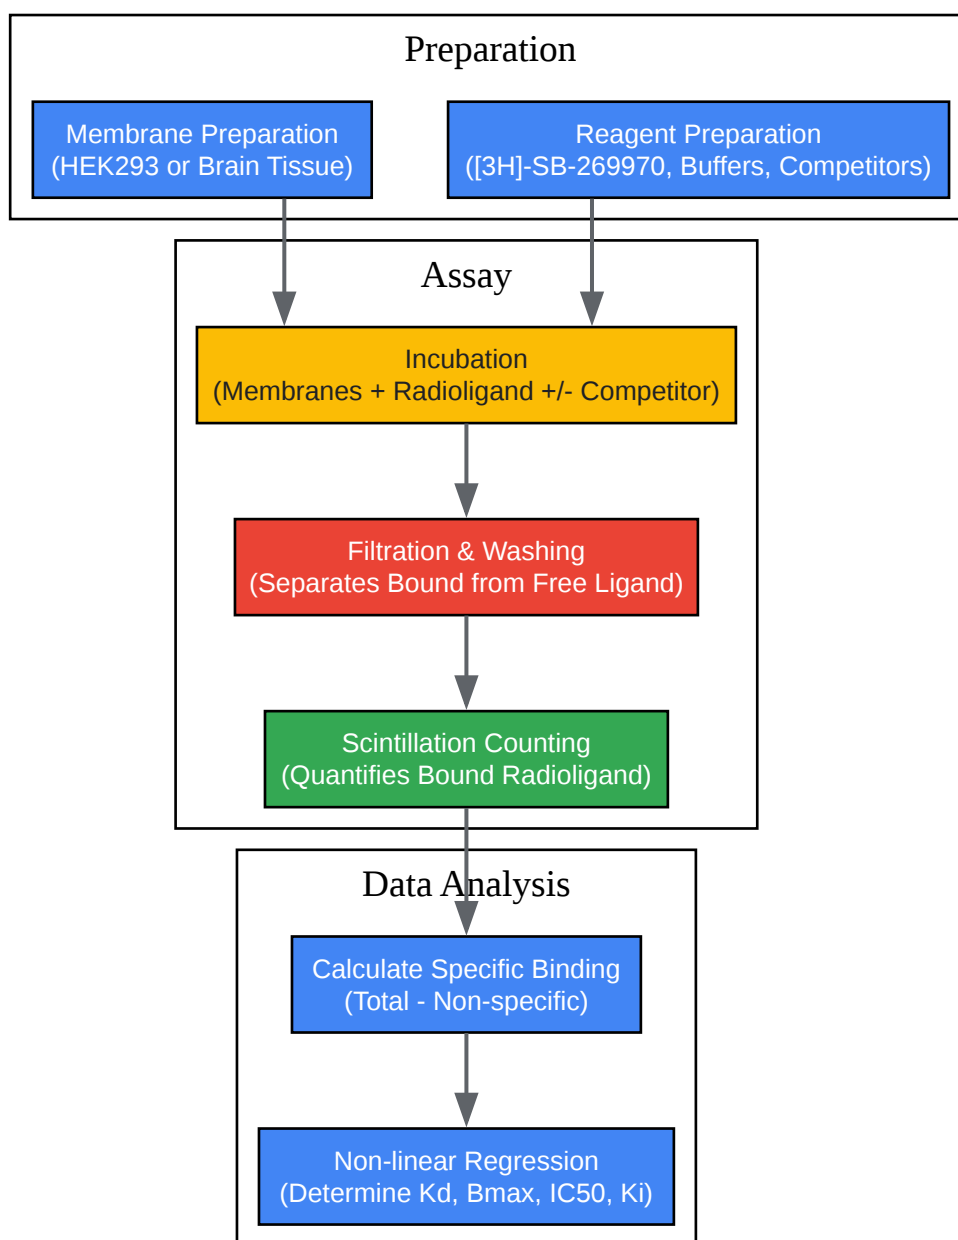 Preparation
Membrane Preparation
(HEK293 or Brain Tissue)
Reagent Preparation
([3H]-SB-269970, Buffers, Competitors)
Assay
Incubation
(Membranes + Radioligand +/- Competitor)
Filtration & Washing
(Separates Bound from Free Ligand)
Scintillation Counting
(Quantifies Bound Radioligand)
Data Analysis
Calculate Specific Binding
(Total - Non-specific)
Non-linear Regression
(Determine Kd, Bmax, IC50, Ki)